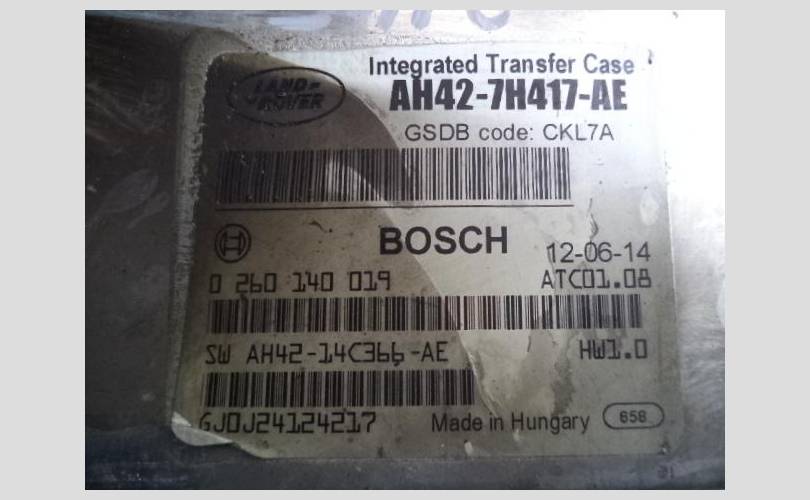 Integrated Transfer Case
LAND-
ROVER
AH42-7H417-AE
GSDB code: CKL7A
BOSCH
12-06-14
0 260 140 019
ATC01.08
SW AH42-14C366-AE
HW1.0
GJ0J24124217
Made in Hungary
658